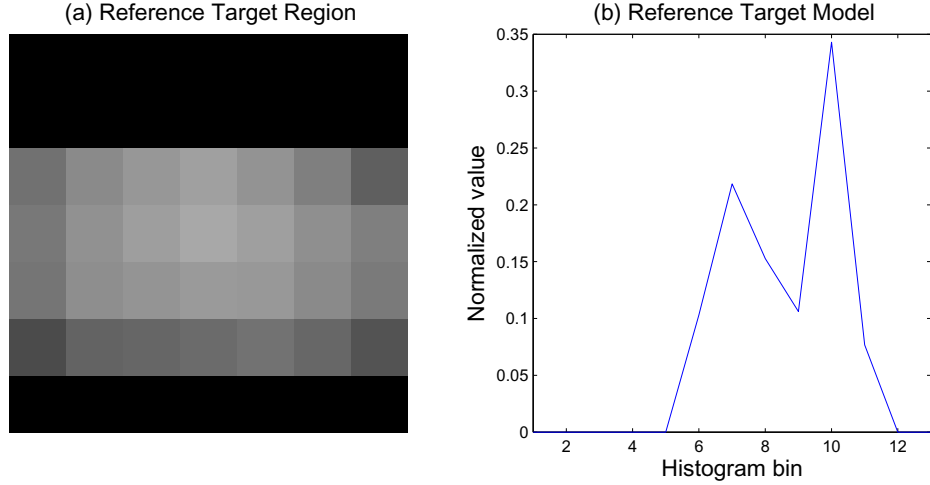 (a) Reference Target Region
(b) Reference Target Model
0.35
0.3
0.25
0.2
0.15
0.1
0.05
0
Normalized value
2 4 6 8 10 12
Histogram bin